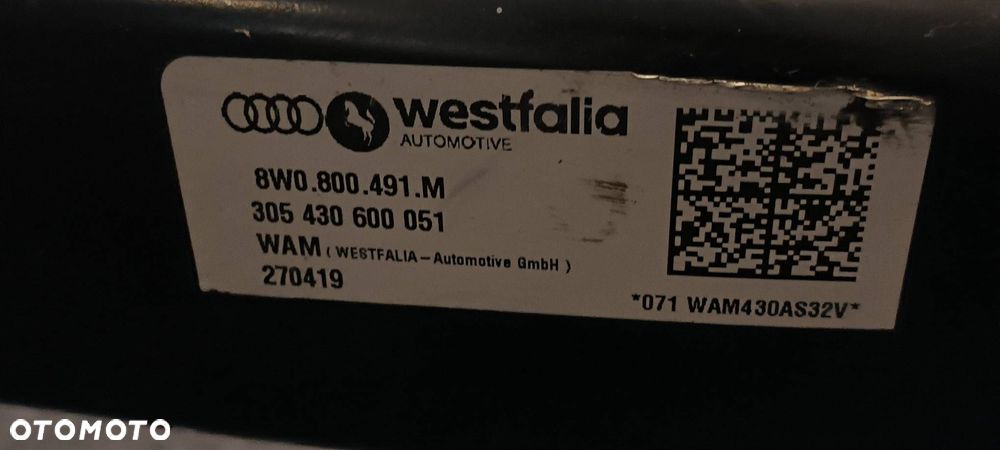 westfalia
AUTOMOTIVE
8W0.800.491.M
305 430 600 051
WAM ( WESTFALIA-Automotive GmbH )
270419
*071 WAM430AS32V*
OTOMOTO